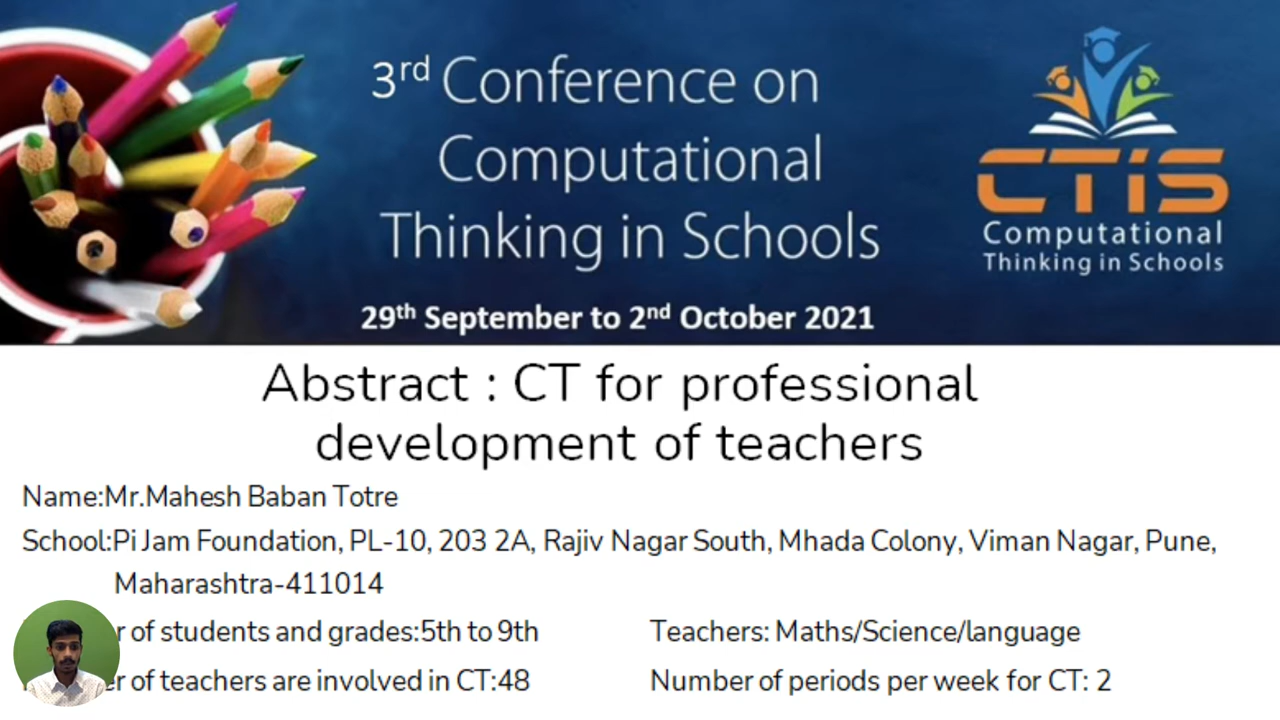 3rd Conference on
Computational
Thinking in Schools
29th September to 2nd October 2021
CTiS
Computational
Thinking in Schools
Abstract : CT for professional
development of teachers
Name:Mr.Mahesh Baban Totre
School:Pi Jam Foundation, PL-10, 203 2A, Rajiv Nagar South, Mhada Colony, Viman Nagar, Pune,
Maharashtra-411014
of students and grades:5th to 9th
Teachers: Maths/Science/language
of teachers are involved in CT:48
Number of periods per week for CT: 2